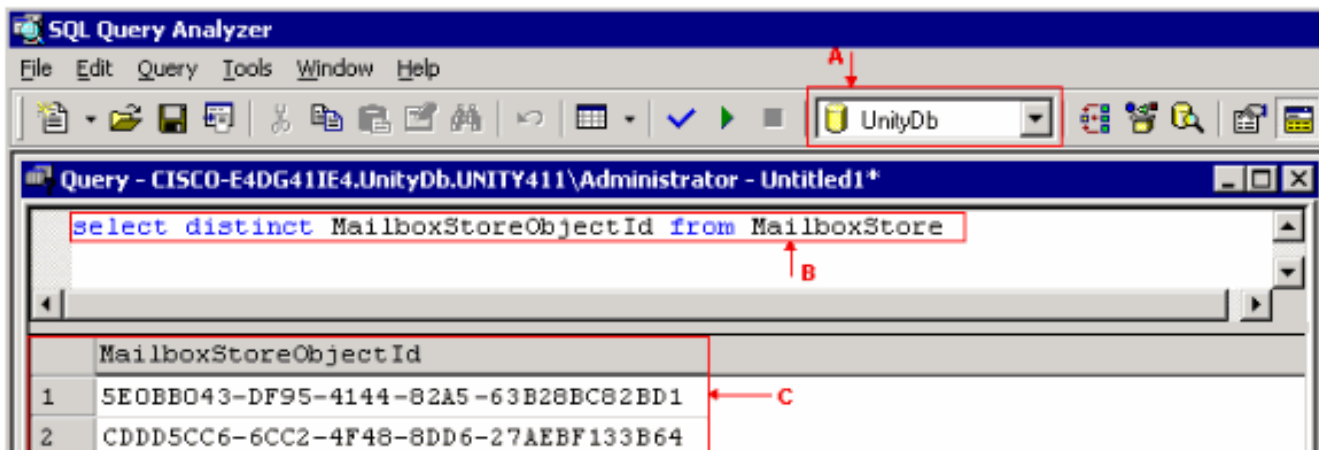 SQL Query Analyzer
File Edit Query Tools Window Help
A
UnityDb
Query - CISCO-E4DG41IE4.UnityDb.UNITY411\Administrator - Untitled1*
select distinct MailboxStoreObjectId from MailboxStore
B
MailboxStoreObjectId
1 5E0BB043-DF95-4144-82A5-63B28BC82BD1
C
2 CDDD5CC6-6CC2-4F48-8DD6-27AEBF133B64